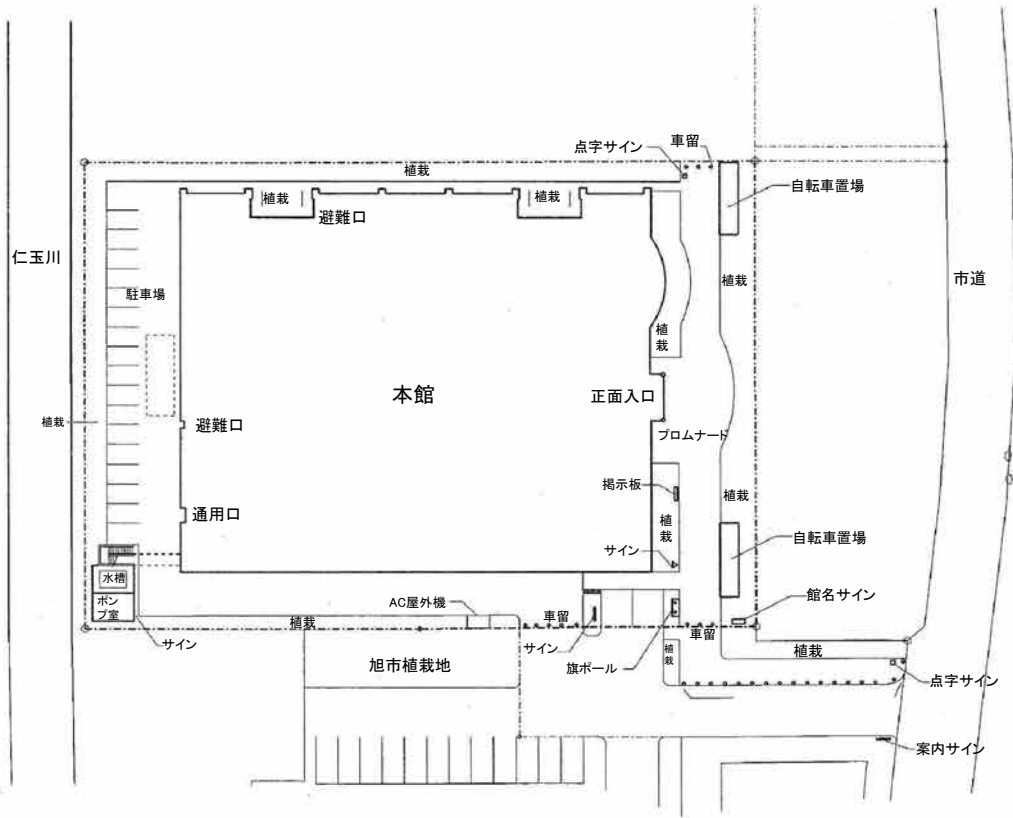 点字サイン
車留
植栽
植栽
植栽
避難口
自転車置場
仁玉川
市道
駐車場
植栽
植栽
本館
正面入口
植栽
避難口
プロムナード
掲示板
植栽
通用口
植栽
自転車置場
サイン
水槽
ポン
プ室
AC屋外機
植栽
車留
館名サイン
車留
サイン
サイン
旗ポール
植栽
植栽
旭市植栽地
点字サイン
案内サイン